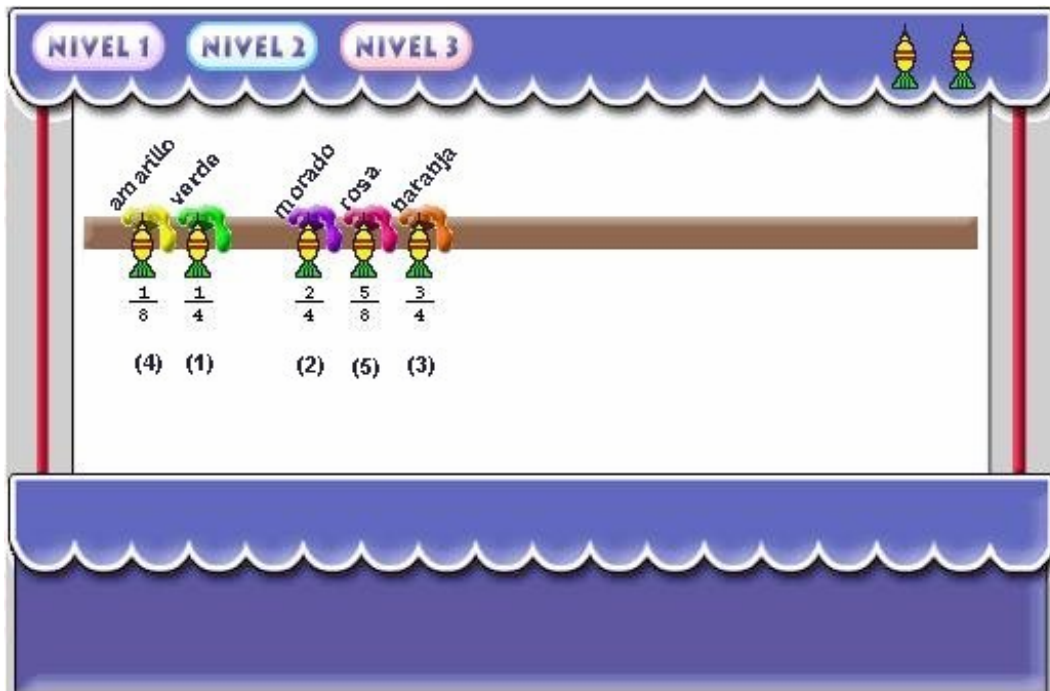 NIVEL 1 NIVEL 2 NIVEL 3
amarillo verde morado rosa naranja
1/8 1/4 2/4 5/8 3/4
(4) (1) (2) (5) (3)